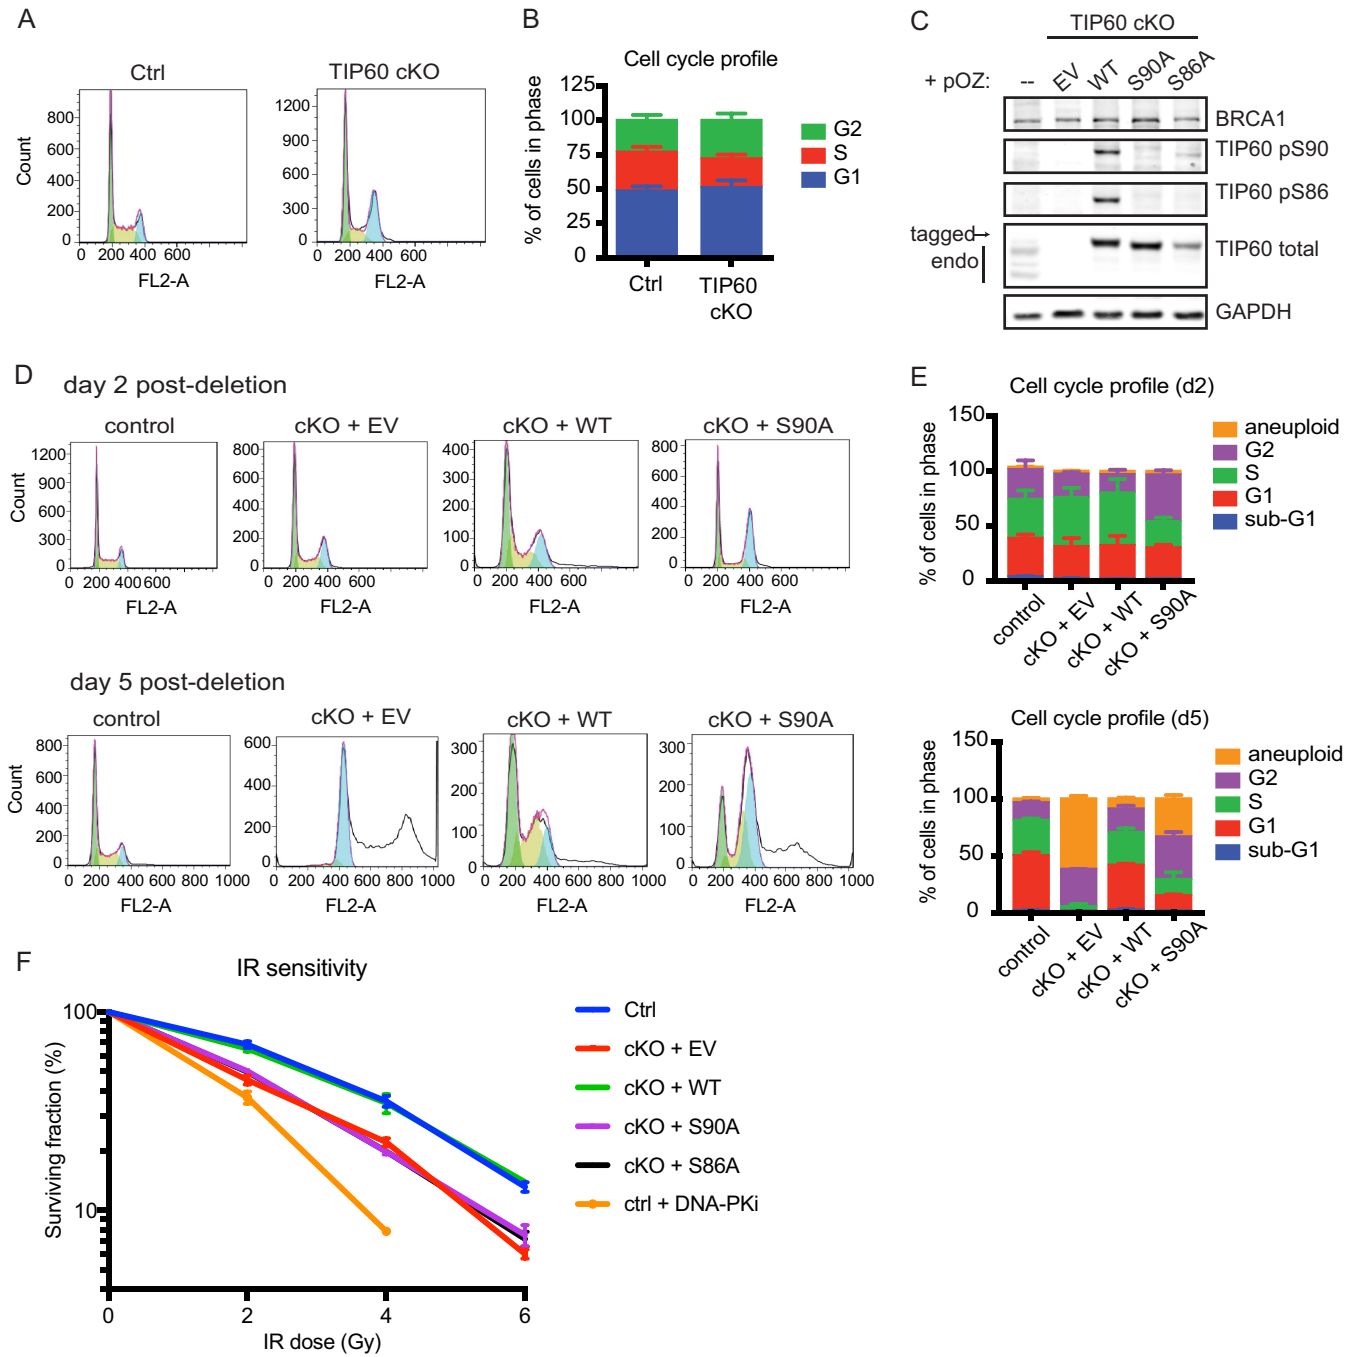 A
Ctrl
Count
800
600
400
200
0
0 200 400 600
FL2-A
TIP60 cKO
1200
900
600
300
0
0 200 400 600
FL2-A
B
Cell cycle profile
% of cells in phase
125
100
75
50
25
0
Ctrl
TIP60
cKO
G2
S
G1
C
TIP60 cKO
+ pOZ: -- EV WT S90A S86A
BRCA1
TIP60 pS90
TIP60 pS86
tagged
endo
TIP60 total
GAPDH
D
day 2 post-deletion
control
Count
1200
900
600
300
0
0 200 400 600
FL2-A
cKO + EV
800
600
400
200
0
0 200 400 600
FL2-A
cKO + WT
400
300
200
100
0
0 200 400 600
FL2-A
cKO + S90A
800
600
400
200
0
0 200 400 600
FL2-A
day 5 post-deletion
control
Count
800
600
400
200
0
0 200 400 600 800 1000
FL2-A
cKO + EV
600
400
200
0
0 200 400 600 800 1000
FL2-A
cKO + WT
300
200
100
0
0 200 400 600 800 1000
FL2-A
cKO + S90A
300
200
100
0
0 200 400 600 800 1000
FL2-A
E
Cell cycle profile (d2)
% of cells in phase
150
100
50
0
control
cKO + EV
cKO + WT
cKO + S90A
aneuploid
G2
S
G1
sub-G1
Cell cycle profile (d5)
% of cells in phase
150
100
50
0
control
cKO + EV
cKO + WT
cKO + S90A
aneuploid
G2
S
G1
sub-G1
F
IR sensitivity
Surviving fraction (%)
100
10
0 2 4 6
IR dose (Gy)
Ctrl
cKO + EV
cKO + WT
cKO + S90A
cKO + S86A
ctrl + DNA-PKi